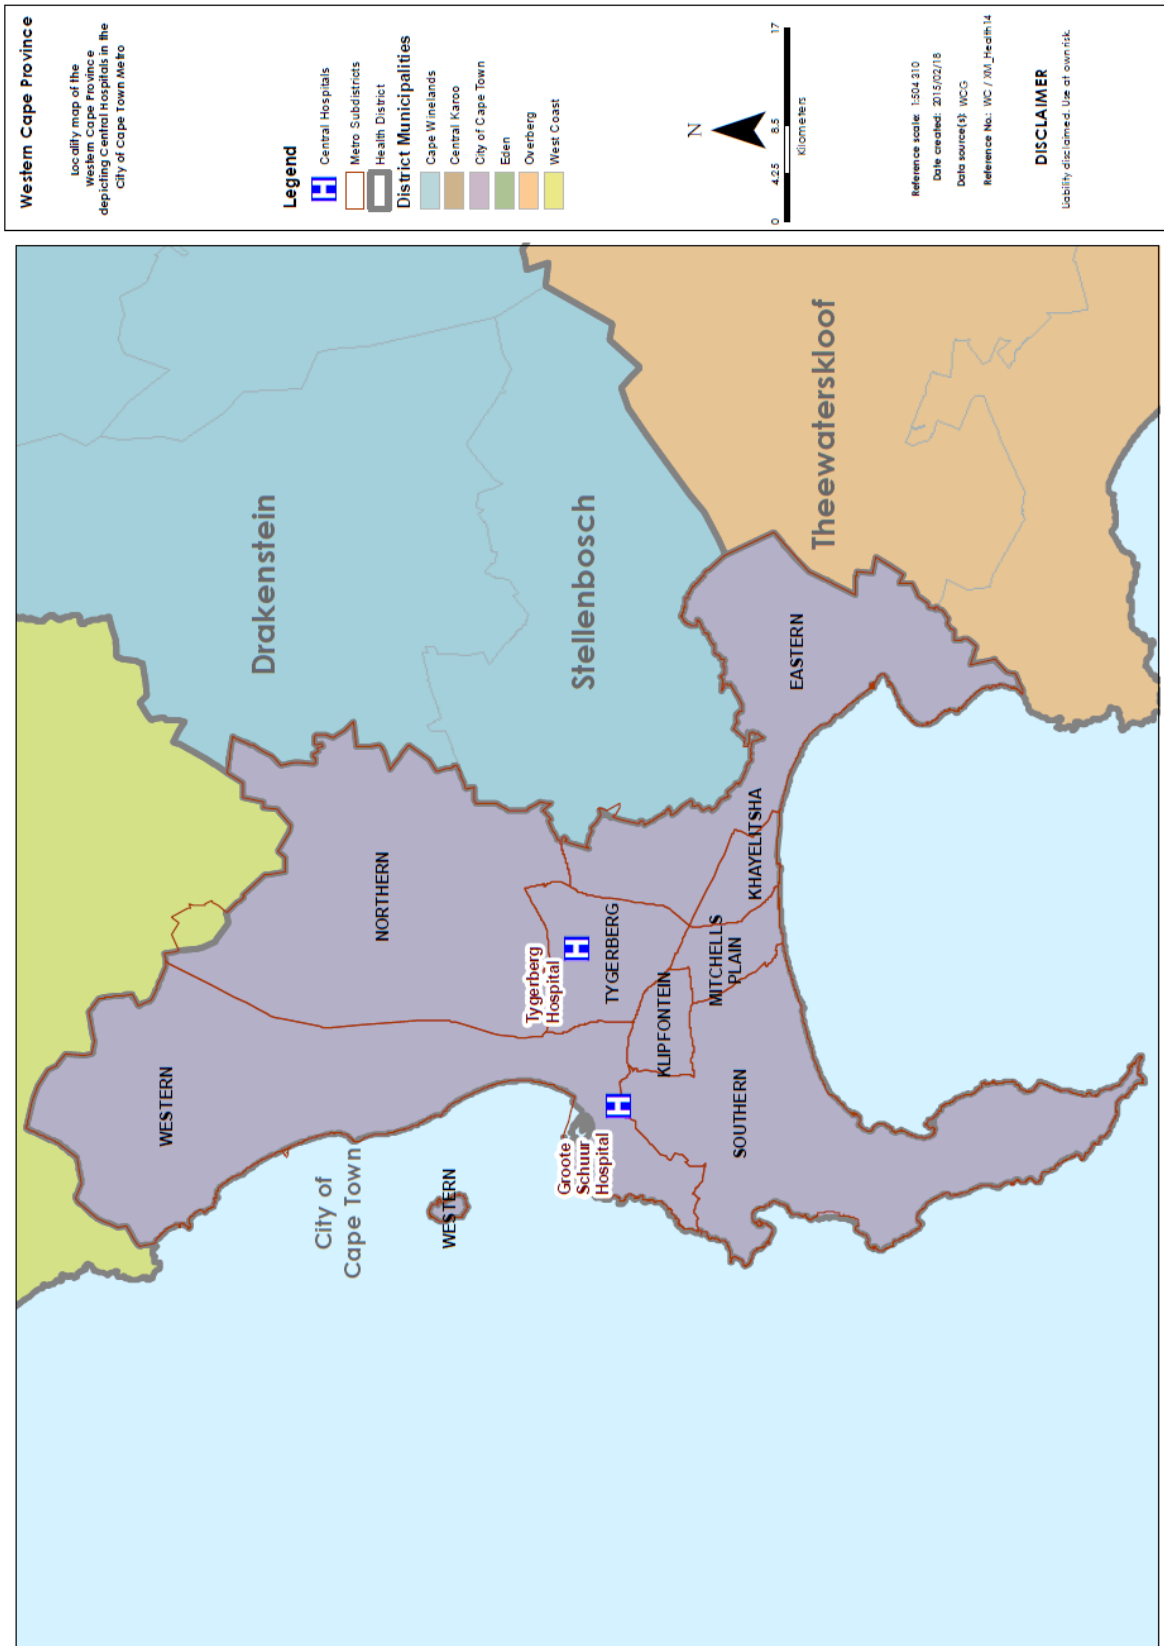 Western Cape Province
Locality map of the
Western Cape Province
depicting Central Hospitals in the
City of Cape Town Metro
Legend
H Central Hospitals
Metro Subdistricts
Health District
District Municipalities
Cape Winelands
Central Karoo
City of Cape Town
Eden
Overberg
West Coast
N
0 4.25 8.5 17
Kilometers
Reference scale: 1:504 310
Date created: 2015/02/18
Data source(s): WCG
Reference No.: WC / XM_Health14
DISCLAIMER
Liability disclaimed. Use at own risk.
WESTERN
Drakenstein
City of
Cape Town
NORTHERN
WESTERN
Tygerberg
Hospital
H
Groote
Schuur
Hospital
H
Stellenbosch
TYGERBERG
KLIPFONTEIN
MITCHELLS
PLAIN
SOUTHERN
KHAYELITSHA
EASTERN
Theewaterskloof